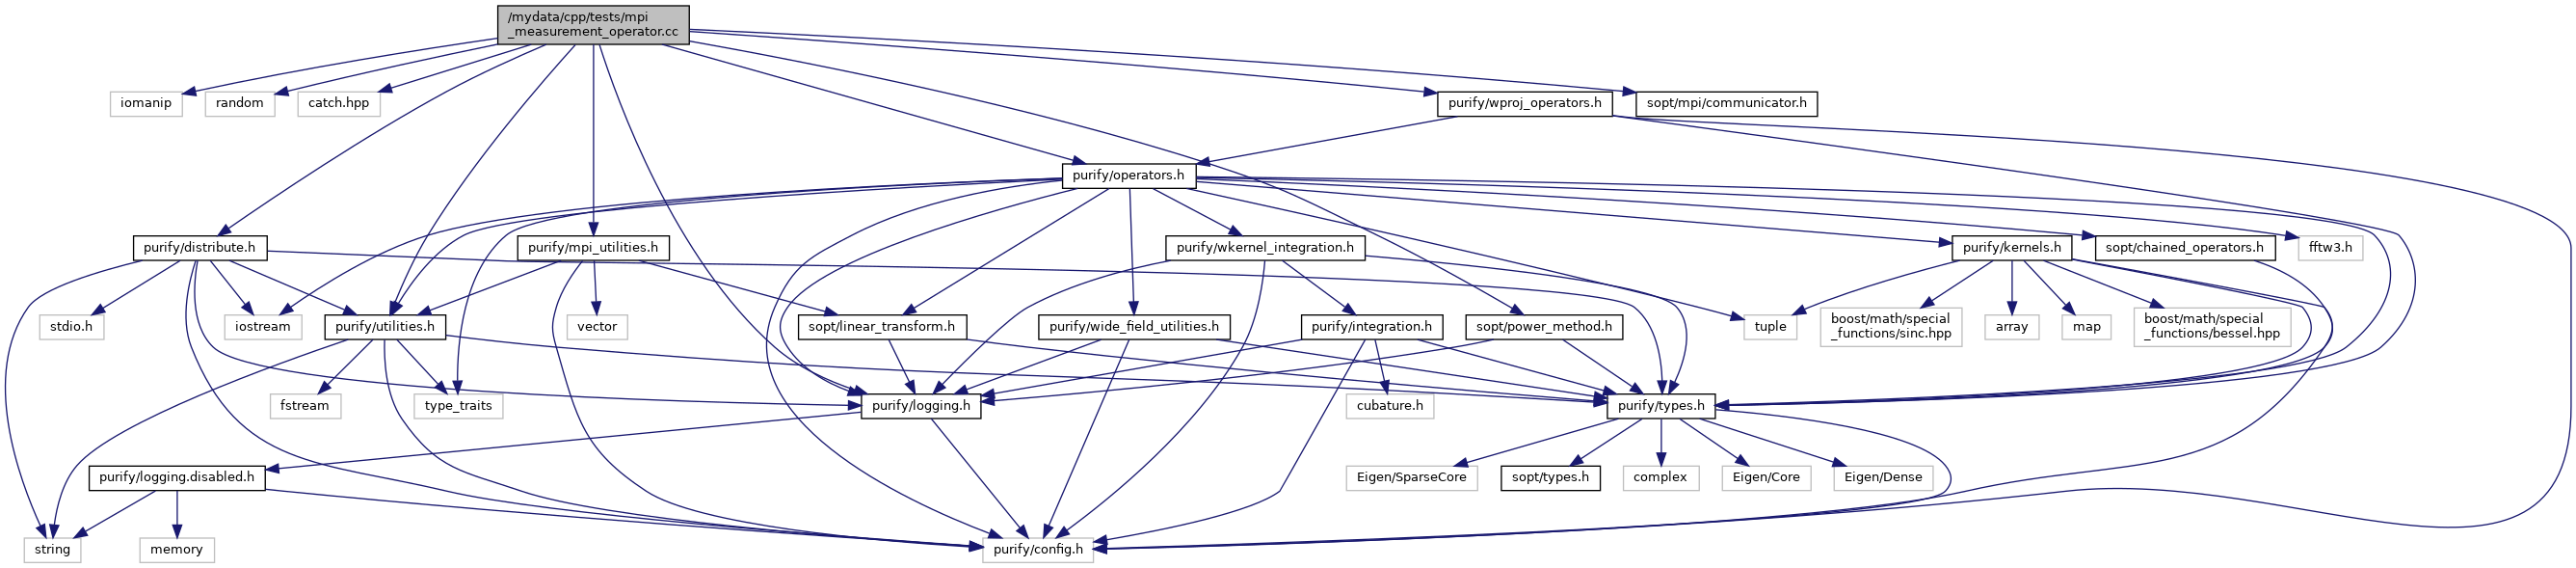 /mydata/cpp/tests/mpi
_measurement_operator.cc
iomanip
random
catch.hpp
purify/wproj_operators.h
sopt/mpi/communicator.h
purify/operators.h
purify/distribute.h
purify/mpi_utilities.h
purify/wkernel_integration.h
purify/kernels.h
sopt/chained_operators.h
fftw3.h
stdio.h
iostream
purify/utilities.h
vector
sopt/linear_transform.h
purify/wide_field_utilities.h
purify/integration.h
sopt/power_method.h
tuple
boost/math/special
_functions/sinc.hpp
array
map
boost/math/special
_functions/bessel.hpp
fstream
type_traits
purify/logging.h
cubature.h
purify/types.h
purify/logging.disabled.h
Eigen/SparseCore
sopt/types.h
complex
Eigen/Core
Eigen/Dense
string
memory
purify/config.h